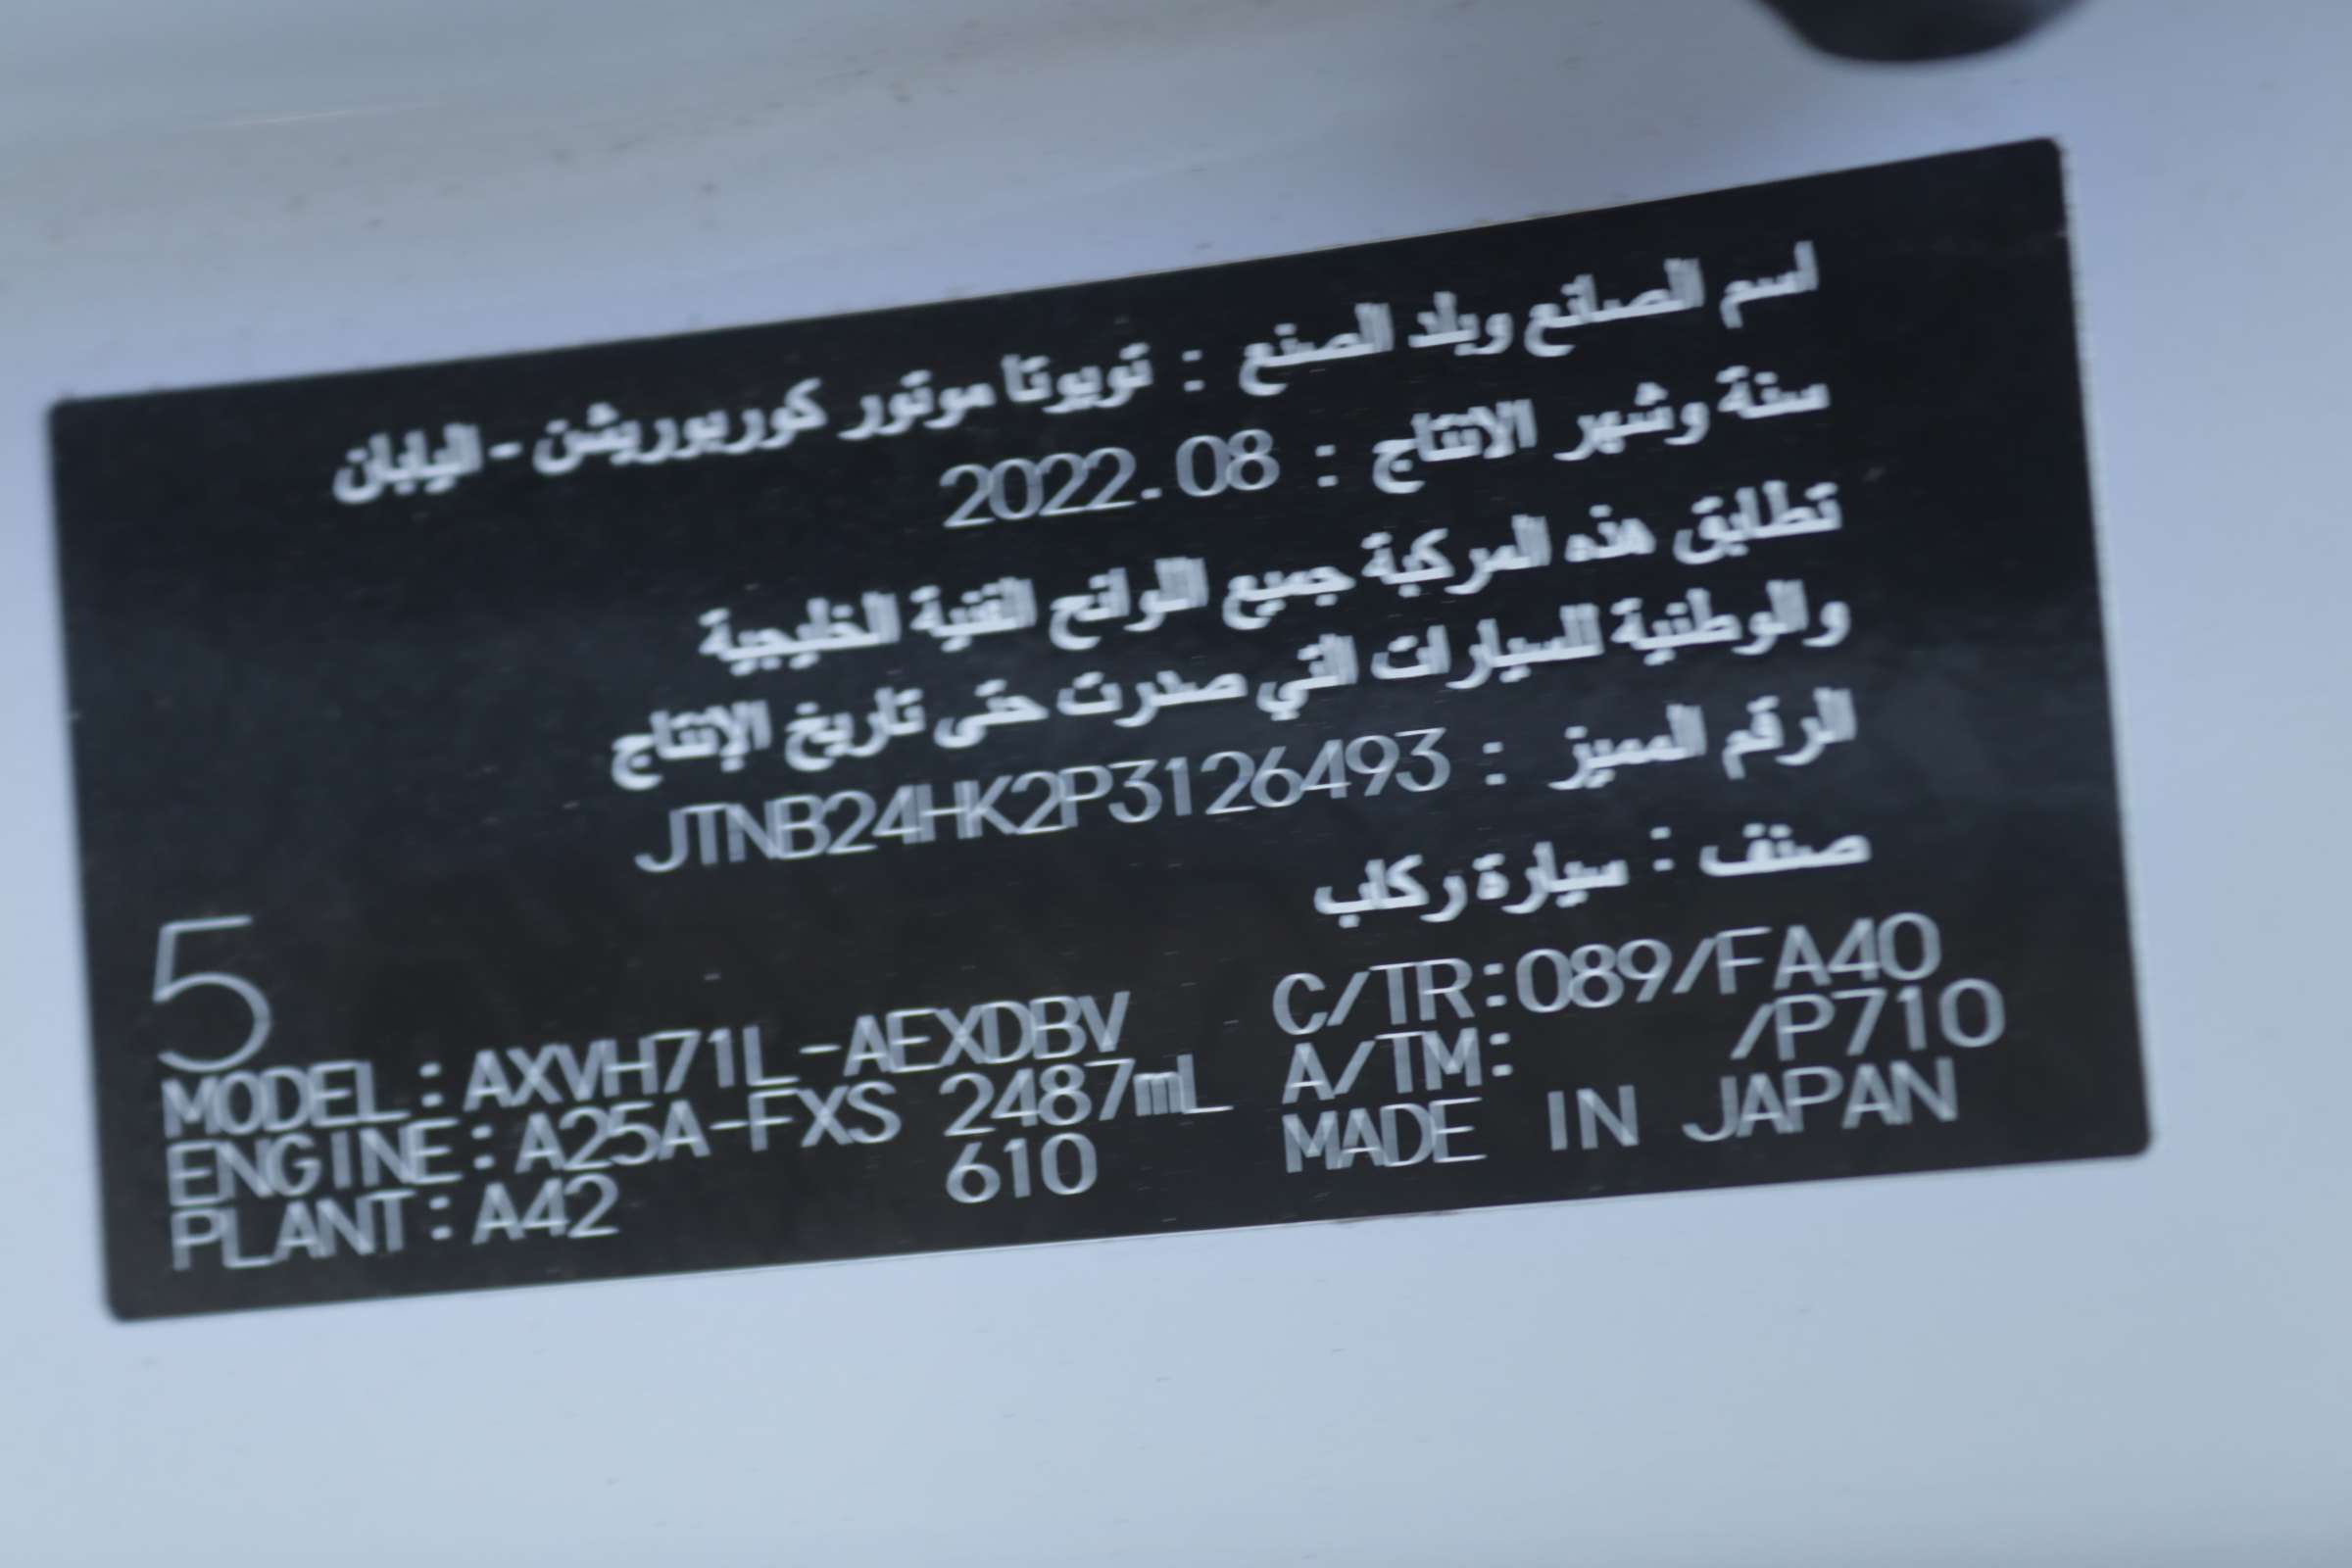 اسم الصانع وبلد الصنع : تويوتا موتور كوربوريشن - اليابان
سنة وشهر الانتاج : 2022.08
تطابق هذه المركبة جميع اللوائح الفنية الخليجية
والوطنية للسيارات التي صدرت حتى تاريخ الإنتاج
الرقم المميز : JTNB24HK2P3126493
صنف : سيارة ركاب
5
MODEL: AXVH71L-AEXDBV C/TR:089/FA40
ENGINE: A25A-FXS 2487mL A/TM: /P710
PLANT: A42 610 MADE IN JAPAN